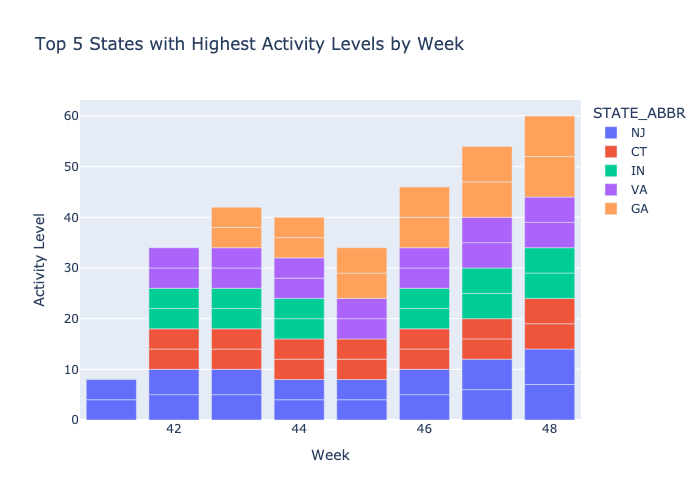 Top 5 States with Highest Activity Levels by Week
STATE_ABBR
NJ
CT
IN
VA
GA
60
50
40
30
20
10
0
Activity Level
42
44
46
48
Week